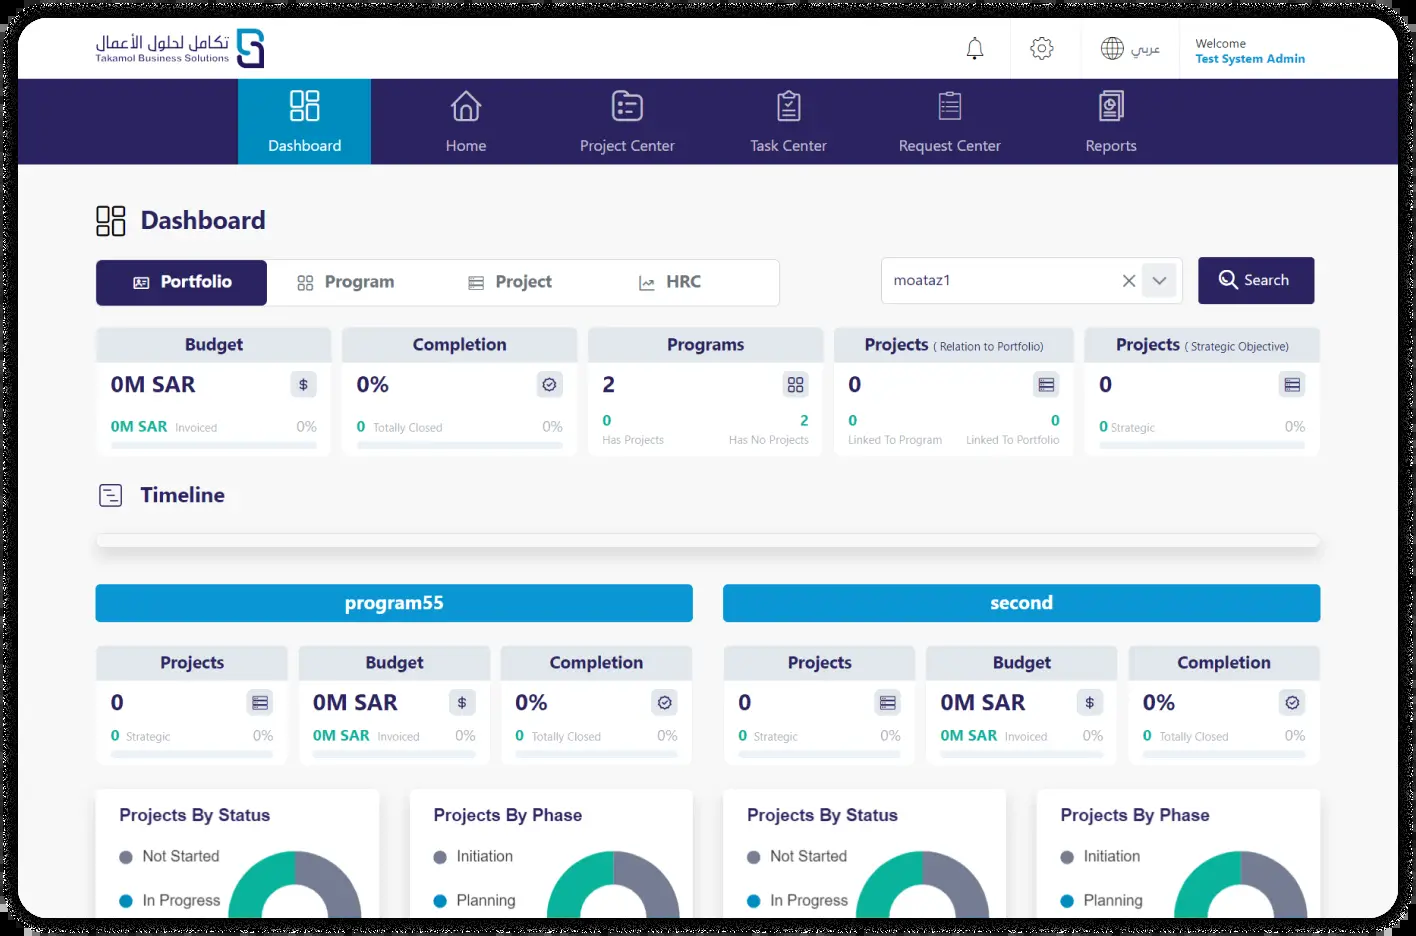 تكامل لحلول الأعمال
Takamol Business Solutions
عربي
Welcome
Test System Admin
Dashboard
Home
Project Center
Task Center
Request Center
Reports
Dashboard
Portfolio
Program
Project
HRC
moataz1
Search
Budget
0M SAR
$
0M SAR Invoiced 0%
Completion
0%
0 Totally Closed 0%
Programs
2
0 2
Has Projects Has No Projects
Projects ( Relation to Portfolio)
0
0 0
Linked To Program Linked To Portfolio
Projects ( Strategic Objective)
0
0 Strategic 0%
Timeline
program55
Projects
0
0 Strategic 0%
Budget
0M SAR
$
0M SAR Invoiced 0%
Completion
0%
0 Totally Closed 0%
second
Projects
0
0 Strategic 0%
Budget
0M SAR
$
0M SAR Invoiced 0%
Completion
0%
0 Totally Closed 0%
Projects By Status
Not Started
In Progress
Projects By Phase
Initiation
Planning
Projects By Status
Not Started
In Progress
Projects By Phase
Initiation
Planning